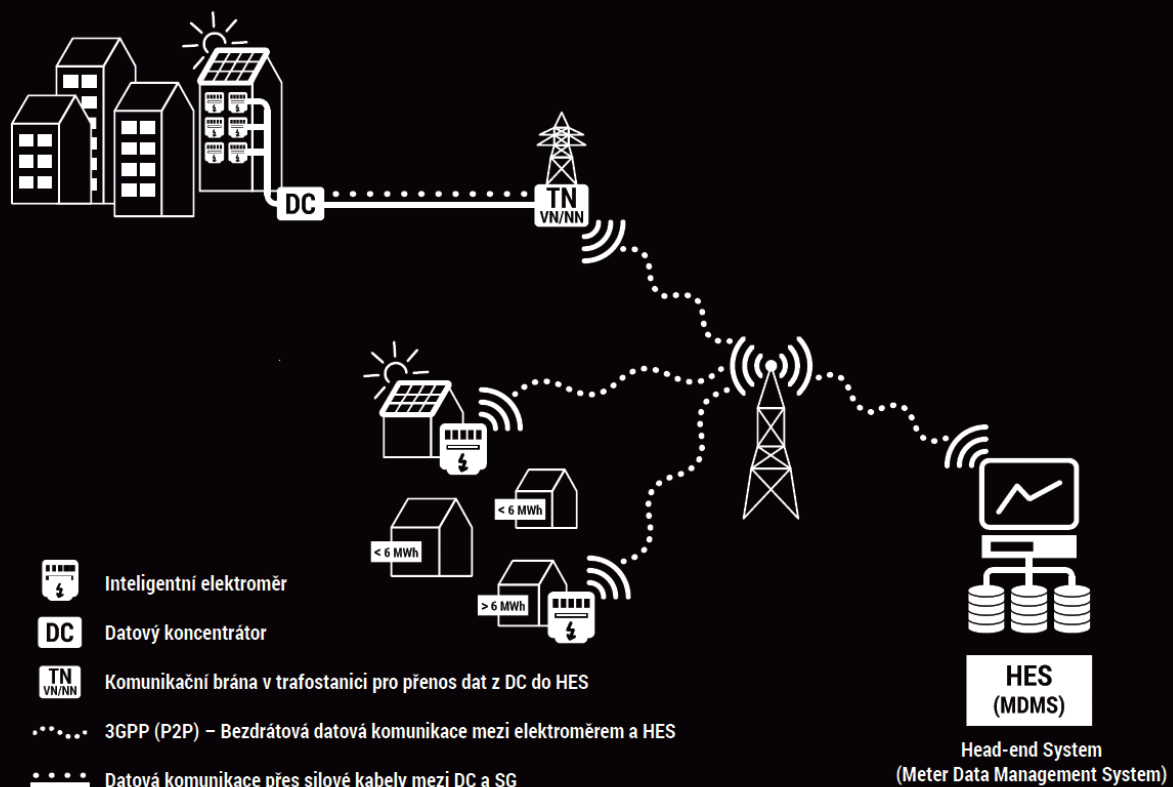 DC
TN
VN/NN
< 6 MWh
< 6 MWh
> 6 MWh
Inteligentní elektroměr
DC
Datový koncentrátor
TN
VN/NN
Komunikační brána v trafostanici pro přenos dat z DC do HES
3GPP (P2P) – Bezdrátová datová komunikace mezi elektroměrem a HES
Datová komunikace přes silové kabely mezi DC a SG
HES
(MDMS)
Head-end System
(Meter Data Management System)